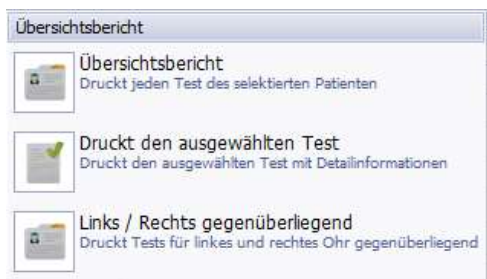 Übersichtsbericht
Übersichtsbericht
Druckt jeden Test des selektierten Patienten
Druckt den ausgewählten Test
Druckt den ausgewählten Test mit Detailinformationen
Links / Rechts gegenüberliegend
Druckt Tests für linkes und rechtes Ohr gegenüberliegend